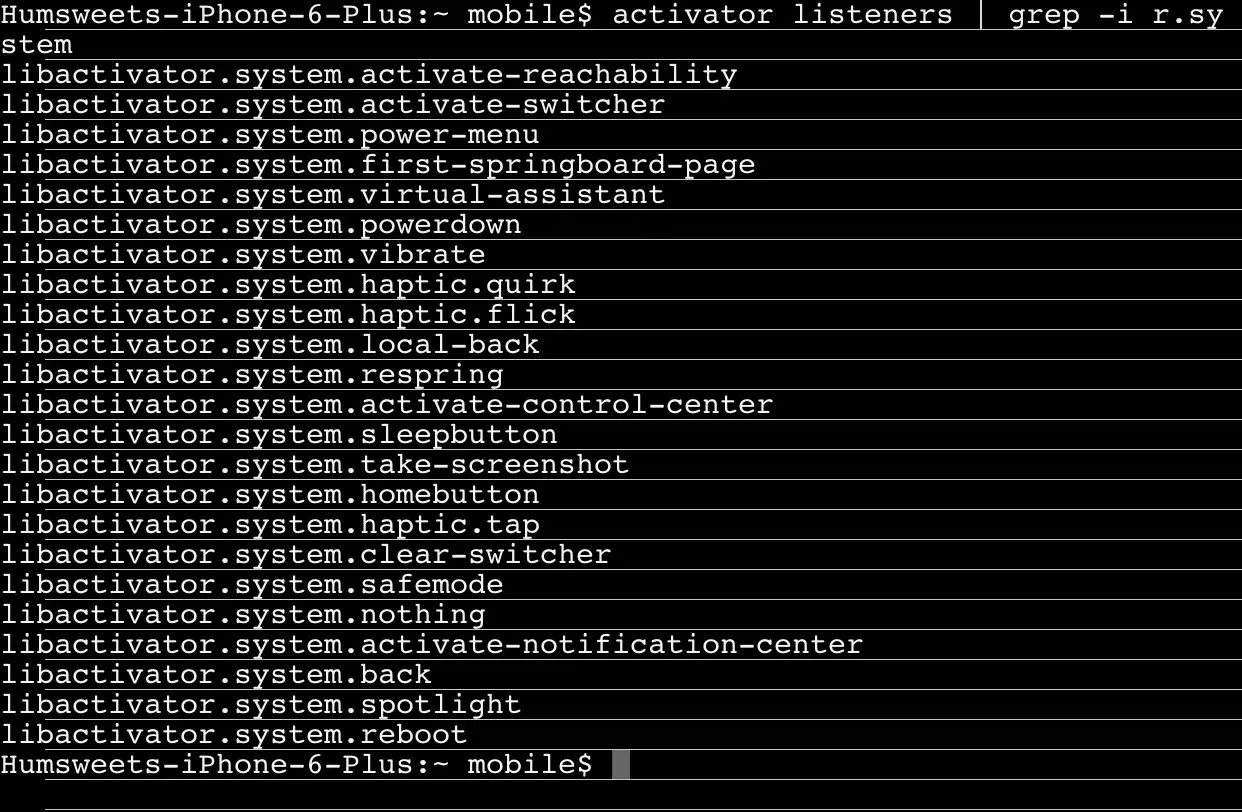 Humsweets-iPhone-6-Plus:~ mobile$ activator listeners | grep -i r.sy
stem
libactivator.system.activate-reachability
libactivator.system.activate-switcher
libactivator.system.power-menu
libactivator.system.first-springboard-page
libactivator.system.virtual-assistant
libactivator.system.powerdown
libactivator.system.vibrate
libactivator.system.haptic.quirk
libactivator.system.haptic.flick
libactivator.system.local-back
libactivator.system.respring
libactivator.system.activate-control-center
libactivator.system.sleepbutton
libactivator.system.take-screenshot
libactivator.system.homebutton
libactivator.system.haptic.tap
libactivator.system.clear-switcher
libactivator.system.safemode
libactivator.system.nothing
libactivator.system.activate-notification-center
libactivator.system.back
libactivator.system.spotlight
libactivator.system.reboot
Humsweets-iPhone-6-Plus:~ mobile$